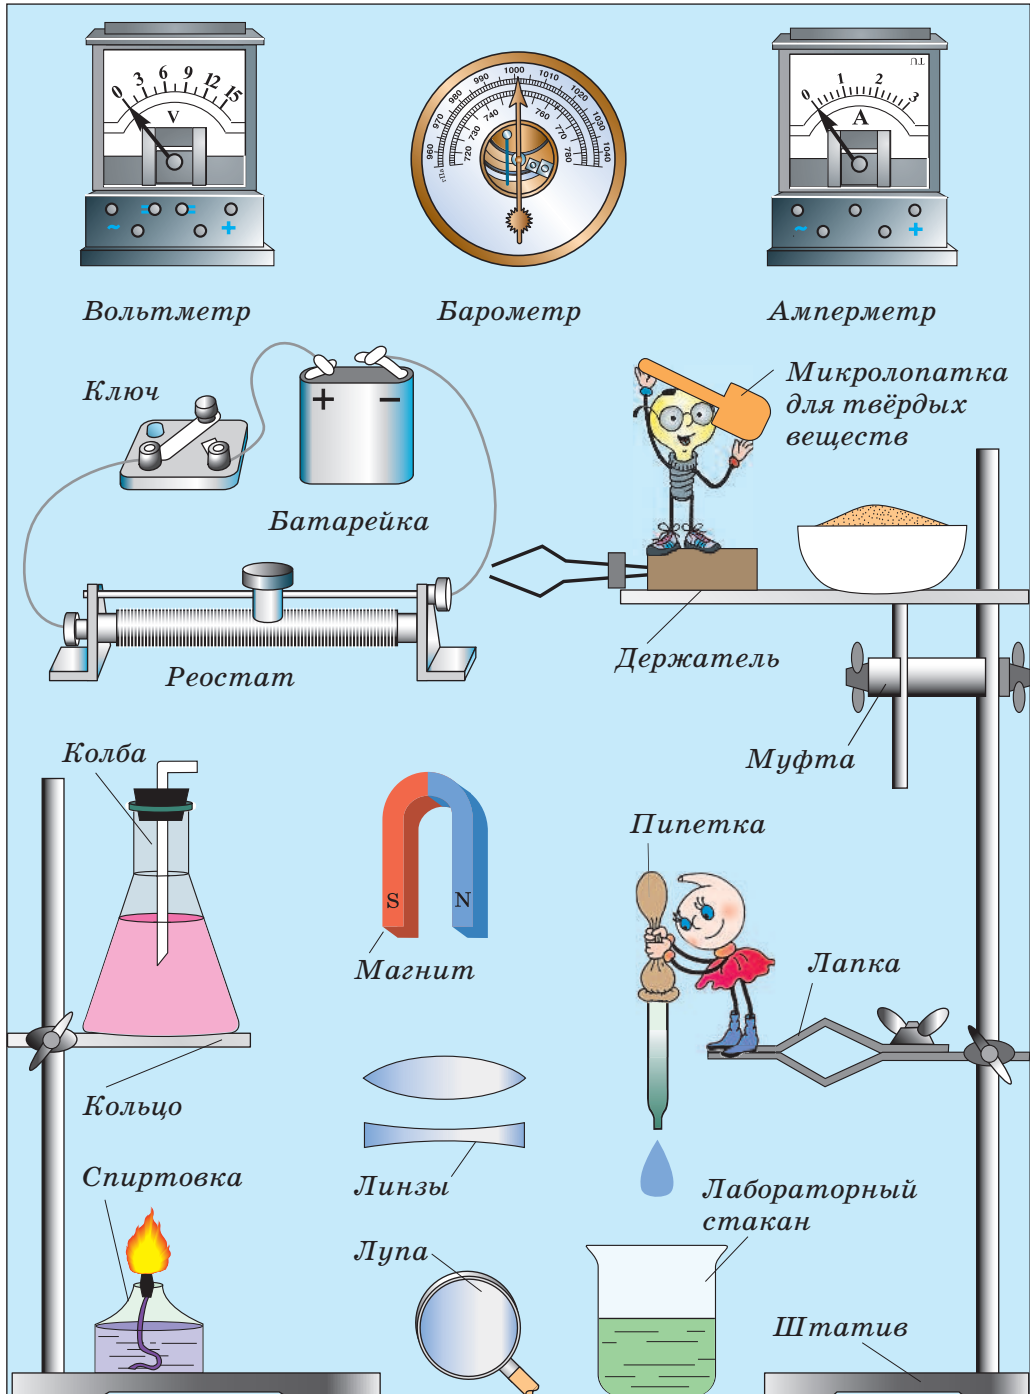 0 3 6 9 12 15
V
~ +
960 970 980 990 1000 1010 1020 1030 1040
720 730 740 760 770 780
гПа
0 1 2 3
TU
A
~ +
Вольтметр
Барометр
Амперметр
Ключ
+ −
Батарейка
Микролопатка
для твёрдых
веществ
Реостат
Держатель
Муфта
Колба
S N
Магнит
Пипетка
Лапка
Кольцо
Линзы
Спиртовка
Лабораторный
стакан
Лупа
Штатив